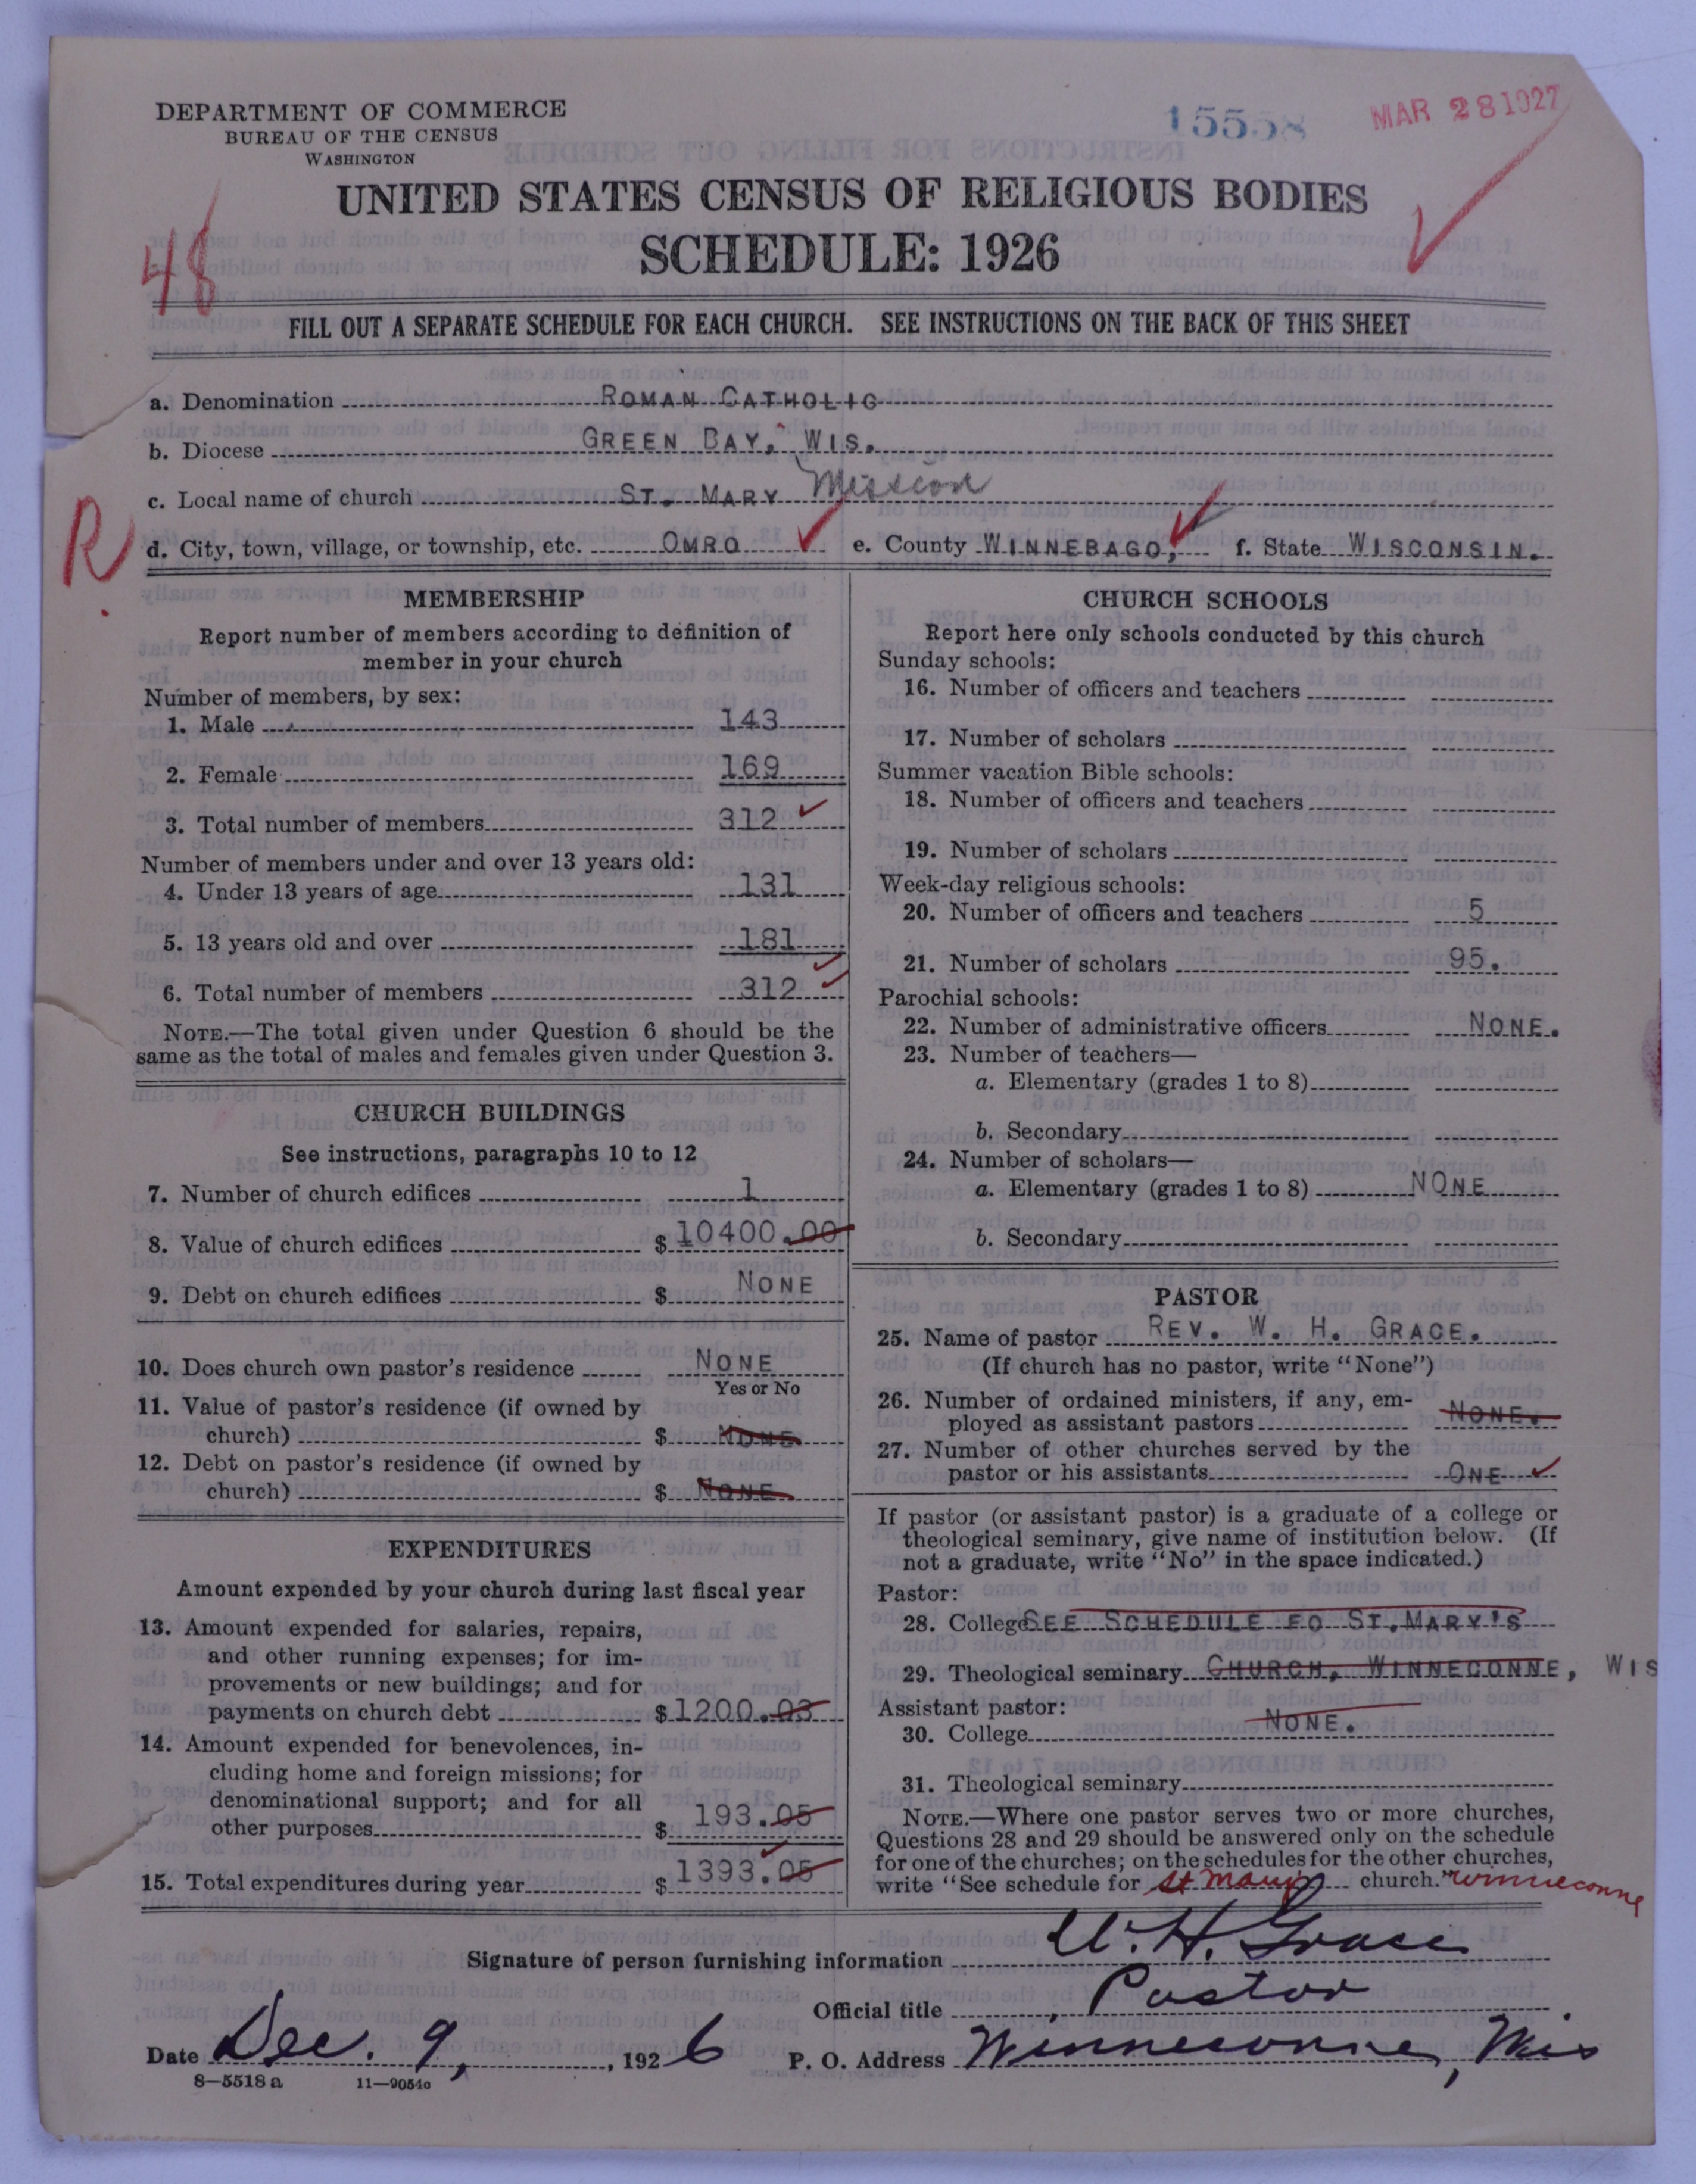 DEPARTMENT OF COMMERCE
BUREAU OF THE CENSUS
WASHINGTON
15558
MAR 28 1927
UNITED STATES CENSUS OF RELIGIOUS BODIES
SCHEDULE: 1926
48
FILL OUT A SEPARATE SCHEDULE FOR EACH CHURCH. SEE INSTRUCTIONS ON THE BACK OF THIS SHEET
a. Denomination ROMAN CATHOLIC
b. Diocese GREEN BAY, WIS.
c. Local name of church ST. MARY Mission
R
d. City, town, village, or township, etc. OMRO e. County WINNEBAGO, f. State WISCONSIN.
MEMBERSHIP
Report number of members according to definition of
member in your church
Number of members, by sex:
1. Male 143
2. Female 169
3. Total number of members 312
Number of members under and over 13 years old:
4. Under 13 years of age 131
5. 13 years old and over 181
6. Total number of members 312
NOTE.—The total given under Question 6 should be the
same as the total of males and females given under Question 3.
CHURCH BUILDINGS
See instructions, paragraphs 10 to 12
7. Number of church edifices 1
8. Value of church edifices $ 10400.00
9. Debt on church edifices $ NONE
10. Does church own pastor's residence NONE
Yes or No
11. Value of pastor's residence (if owned by
church) $ NONE
12. Debt on pastor's residence (if owned by
church) $ NONE
EXPENDITURES
Amount expended by your church during last fiscal year
13. Amount expended for salaries, repairs,
and other running expenses; for im-
provements or new buildings; and for
payments on church debt $ 1200.03
14. Amount expended for benevolences, in-
cluding home and foreign missions; for
denominational support; and for all
other purposes $ 193.05
15. Total expenditures during year $ 1393.05
CHURCH SCHOOLS
Report here only schools conducted by this church
Sunday schools:
16. Number of officers and teachers
17. Number of scholars
Summer vacation Bible schools:
18. Number of officers and teachers
19. Number of scholars
Week-day religious schools:
20. Number of officers and teachers 5
21. Number of scholars 95.
Parochial schools:
22. Number of administrative officers NONE.
23. Number of teachers—
a. Elementary (grades 1 to 8)
b. Secondary
24. Number of scholars—
a. Elementary (grades 1 to 8) NONE
b. Secondary
PASTOR
25. Name of pastor REV. W. H. GRACE.
(If church has no pastor, write "None")
26. Number of ordained ministers, if any, em-
ployed as assistant pastors NONE.
27. Number of other churches served by the
pastor or his assistants ONE
If pastor (or assistant pastor) is a graduate of a college or
theological seminary, give name of institution below. (If
not a graduate, write "No" in the space indicated.)
Pastor:
28. College SEE SCHEDULE FO ST.MARY'S
29. Theological seminary CHURCH, WINNECONNE, WIS
Assistant pastor:
30. College NONE.
31. Theological seminary
NOTE.—Where one pastor serves two or more churches,
Questions 28 and 29 should be answered only on the schedule
for one of the churches; on the schedules for the other churches,
write "See schedule for St Mary's church." Winneconne
Signature of person furnishing information W. H. Grace
Official title Pastor
Date Dec. 9, 1926 P. O. Address Winneconne, Wis
8—5518 a 11—9054a